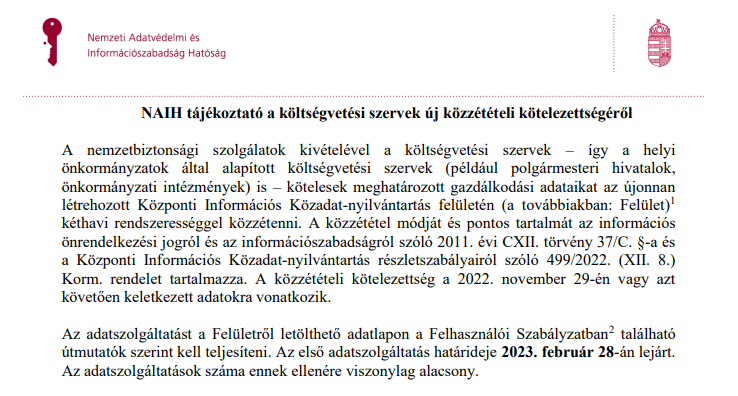 Nemzeti Adatvédelmi és
Információszabadság Hatóság
NAIH tájékoztató a költségvetési szervek új közzétételi kötelezettségéről
A nemzetbiztonsági szolgálatok kivételével a költségvetési szervek – így a helyi
önkormányzatok által alapított költségvetési szervek (például polgármesteri hivatalok,
önkormányzati intézmények) is – kötelesek meghatározott gazdálkodási adataikat az újonnan
létrehozott Központi Információs Közadat-nyilvántartás felületén (a továbbiakban: Felület)¹
kéthavi rendszerességgel közzétenni. A közzététel módját és pontos tartalmát az információs
önrendelkezési jogról és az információszabadságról szóló 2011. évi CXII. törvény 37/C. §-a és
a Központi Információs Közadat-nyilvántartás részletszabályairól szóló 499/2022. (XII. 8.)
Korm. rendelet tartalmazza. A közzétételi kötelezettség a 2022. november 29-én vagy azt
követően keletkezett adatokra vonatkozik.
Az adatszolgáltatást a Felületről letölthető adatlapon a Felhasználói Szabályzatban² található
útmutatók szerint kell teljesíteni. Az első adatszolgáltatás határideje 2023. február 28-án lejárt.
Az adatszolgáltatások száma ennek ellenére viszonylag alacsony.